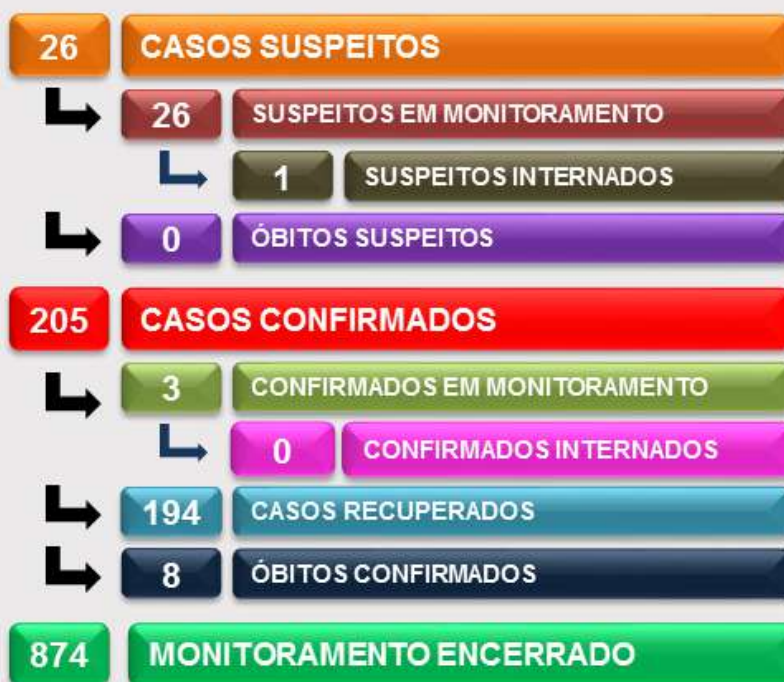 26 CASOS SUSPEITOS
26 SUSPEITOS EM MONITORAMENTO
1 SUSPEITOS INTERNADOS
0 ÓBITOS SUSPEITOS
205 CASOS CONFIRMADOS
3 CONFIRMADOS EM MONITORAMENTO
0 CONFIRMADOS INTERNADOS
194 CASOS RECUPERADOS
8 ÓBITOS CONFIRMADOS
874 MONITORAMENTO ENCERRADO